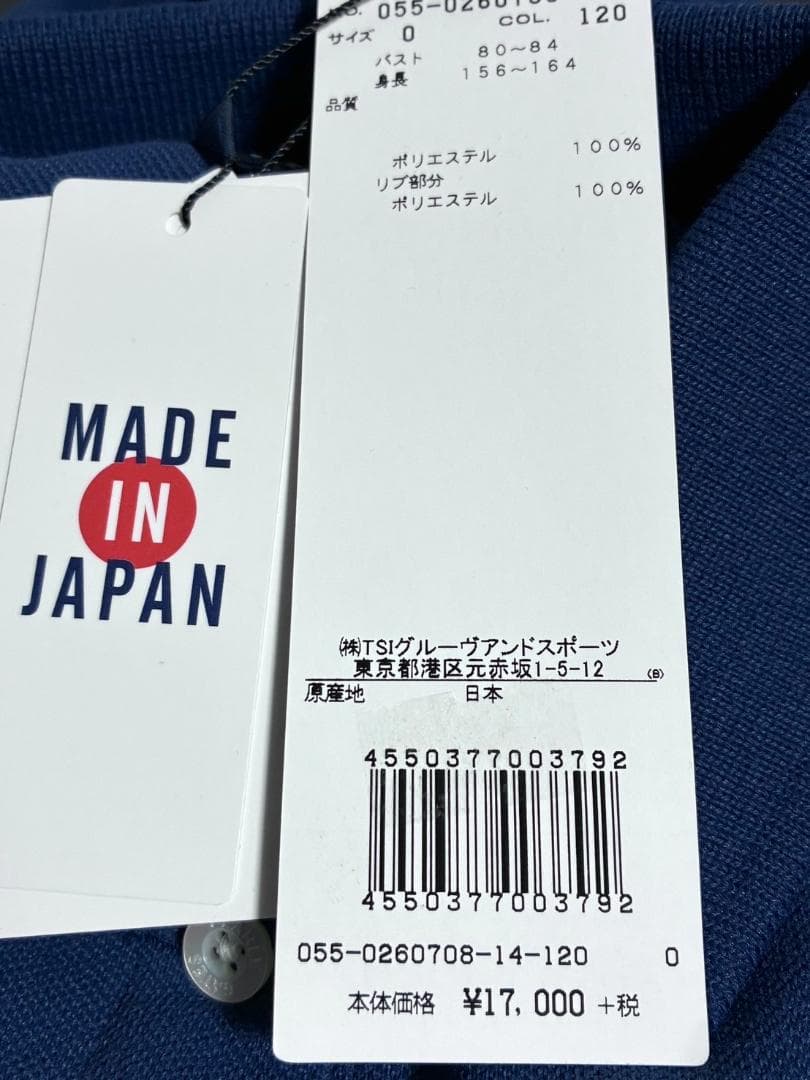 MADE
IN
JAPAN
COL. 120
サイズ 0
バスト 80~84
身長 156~164
品質
ポリエステル 100%
リブ部分
ポリエステル 100%
㈱TSIグルーヴアンドスポーツ
東京都港区元赤坂1-5-12 (B)
原産地 日本
4550377003792
4550377003792
055-0260708-14-120 0
本体価格 ¥17,000 +税